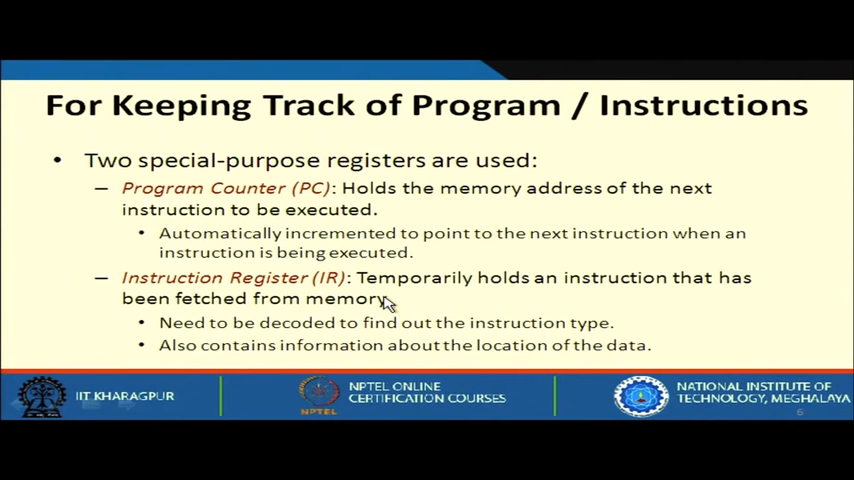 For Keeping Track of Program / Instructions
• Two special-purpose registers are used:
– Program Counter (PC): Holds the memory address of the next
instruction to be executed.
• Automatically incremented to point to the next instruction when an
instruction is being executed.
– Instruction Register (IR): Temporarily holds an instruction that has
been fetched from memory.
• Need to be decoded to find out the instruction type.
• Also contains information about the location of the data.
IIT KHARAGPUR
NPTEL
NPTEL ONLINE
CERTIFICATION COURSES
NATIONAL INSTITUTE OF
TECHNOLOGY, MEGHALAYA